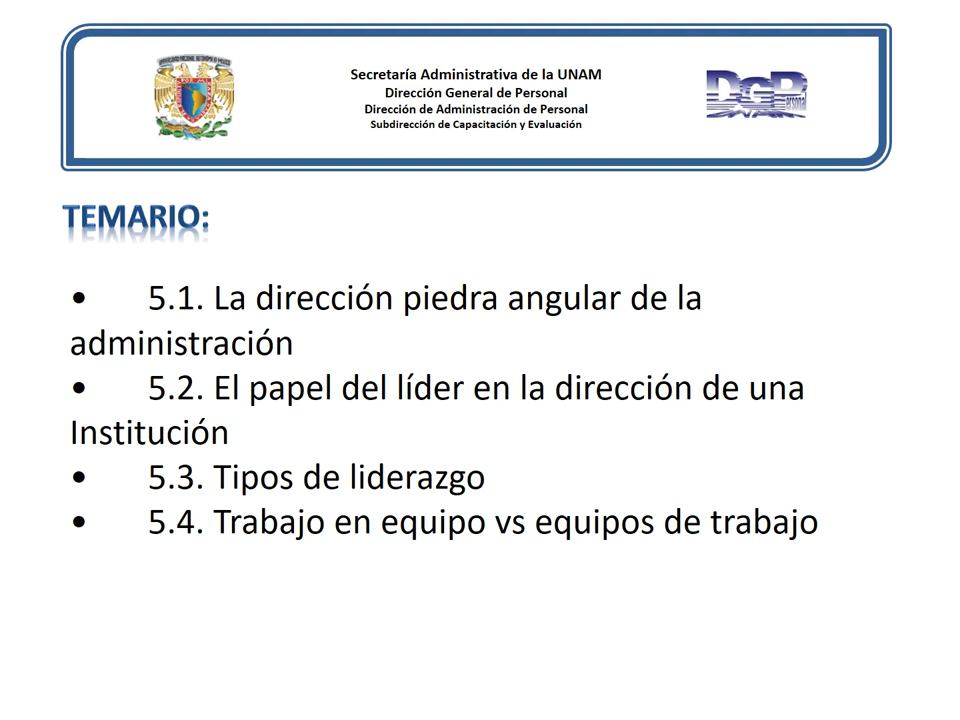 Secretaría Administrativa de la UNAM
Dirección General de Personal
Dirección de Administración de Personal
Subdirección de Capacitación y Evaluación
DGP
Personal
TEMARIO:
• 5.1. La dirección piedra angular de la
administración
• 5.2. El papel del líder en la dirección de una
Institución
• 5.3. Tipos de liderazgo
• 5.4. Trabajo en equipo vs equipos de trabajo